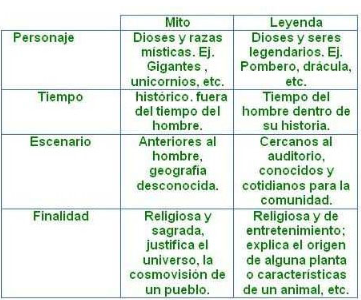 Mito Leyenda
Personaje Dioses y razas Dioses y seres
místicas. Ej. legendarios. Ej.
Gigantes , Pombero, drácula,
unicornios, etc. etc.
Tiempo histórico. fuera Tiempo del
del tiempo del hombre dentro de
hombre. su historia.
Escenario Anteriores al Cercanos al
hombre, auditorio,
geografía conocidos y
desconocida. cotidianos para la
comunidad.
Finalidad Religiosa y Religiosa y de
sagrada, entretenimiento;
justifica el explica el origen
universo, la de alguna planta
cosmovisión de o características
un pueblo. de un animal, etc.